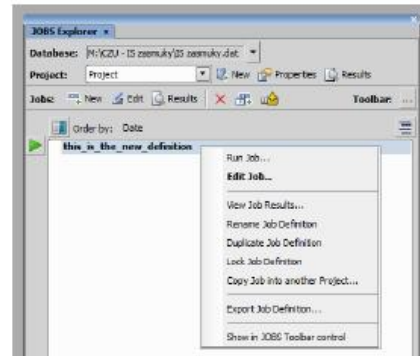 JOBS Explorer x
Database: M:\CZU - IS zasmuky\IS zasmuky.dat
Project: Project New Properties Results
Jobs: New Edit Results Toolbar: ...
Order by: Date
this_is_the_new_definition
Run Job...
Edit Job...
View Job Results...
Rename Job Definition
Duplicate Job Definition
Lock Job Definition
Copy Job into another Project...
Export Job Definition...
Show in JOBS Toolbar control